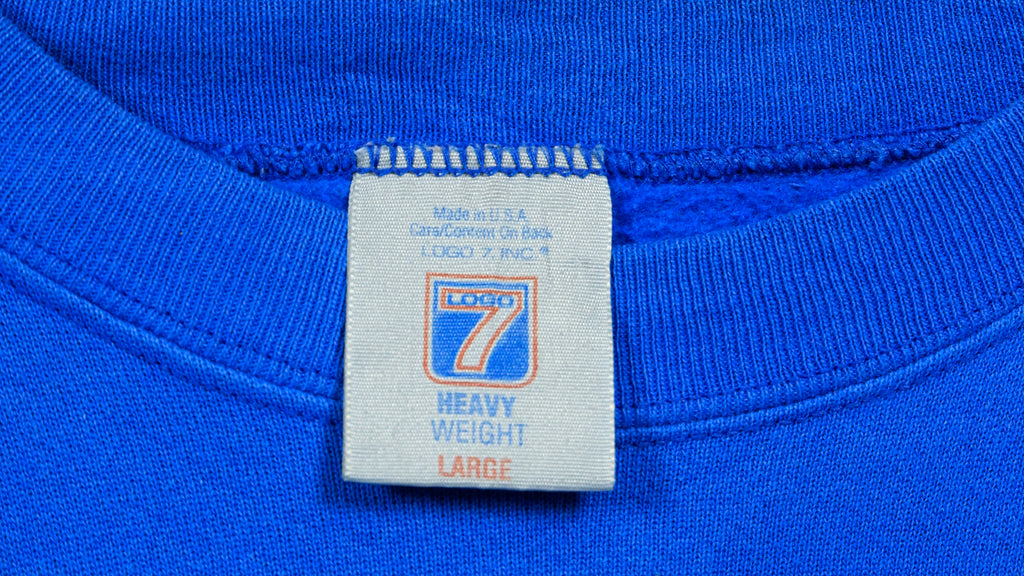 Made in U.S.A.
Care/Content On Back
LOGO 7, INC.®
LOGO
7
HEAVY
WEIGHT
LARGE